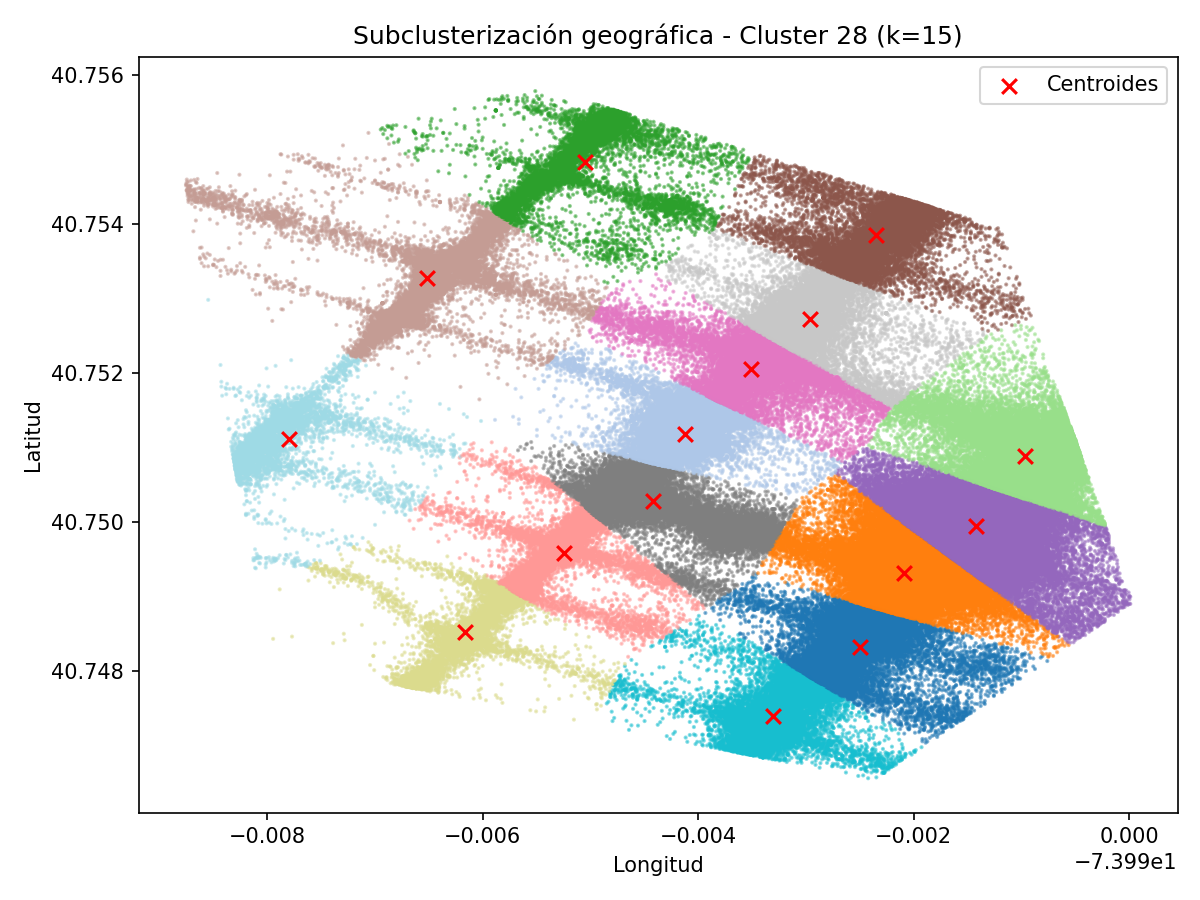 Subclusterización geográfica - Cluster 28 (k=15)
Centroides
40.756
40.754
40.752
40.750
40.748
Latitud
−0.008 −0.006 −0.004 −0.002 0.000
−7.399e1
Longitud